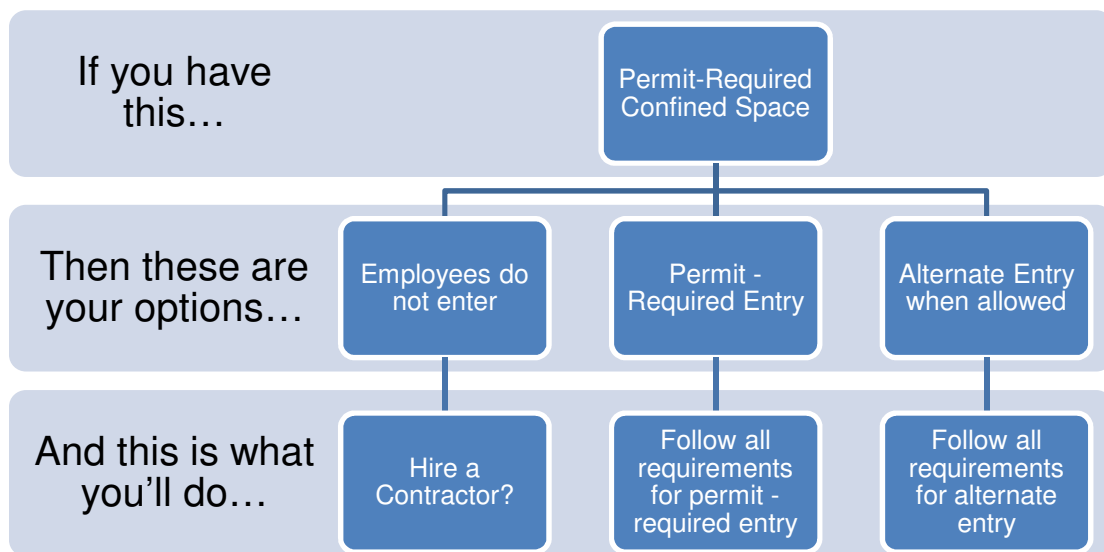 If you have
this…
Permit-Required
Confined Space
Then these are
your options…
Employees do
not enter
Permit -
Required Entry
Alternate Entry
when allowed
And this is what
you'll do…
Hire a
Contractor?
Follow all
requirements
for permit -
required entry
Follow all
requirements
for alternate
entry